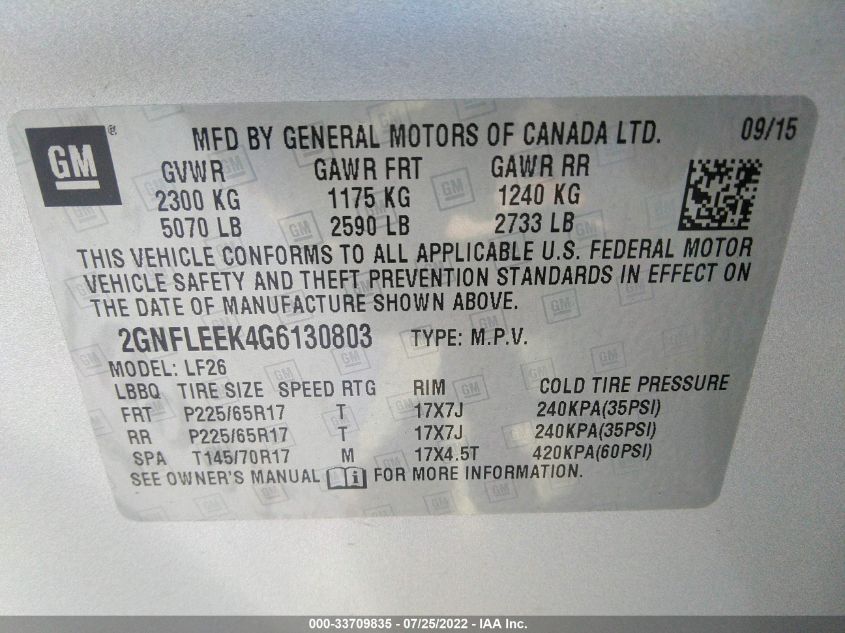 GM ®
MFD BY GENERAL MOTORS OF CANADA LTD. 09/15
GVWR GAWR FRT GAWR RR
2300 KG 1175 KG 1240 KG
5070 LB 2590 LB 2733 LB
THIS VEHICLE CONFORMS TO ALL APPLICABLE U.S. FEDERAL MOTOR
VEHICLE SAFETY AND THEFT PREVENTION STANDARDS IN EFFECT ON
THE DATE OF MANUFACTURE SHOWN ABOVE.
2GNFLEEK4G6130803 TYPE: M.P.V.
MODEL: LF26
LBBQ TIRE SIZE SPEED RTG RIM COLD TIRE PRESSURE
FRT P225/65R17 T 17X7J 240KPA(35PSI)
RR P225/65R17 T 17X7J 240KPA(35PSI)
SPA T145/70R17 M 17X4.5T 420KPA(60PSI)
SEE OWNER'S MANUAL FOR MORE INFORMATION.
000-33709835 - 07/25/2022 - IAA Inc.